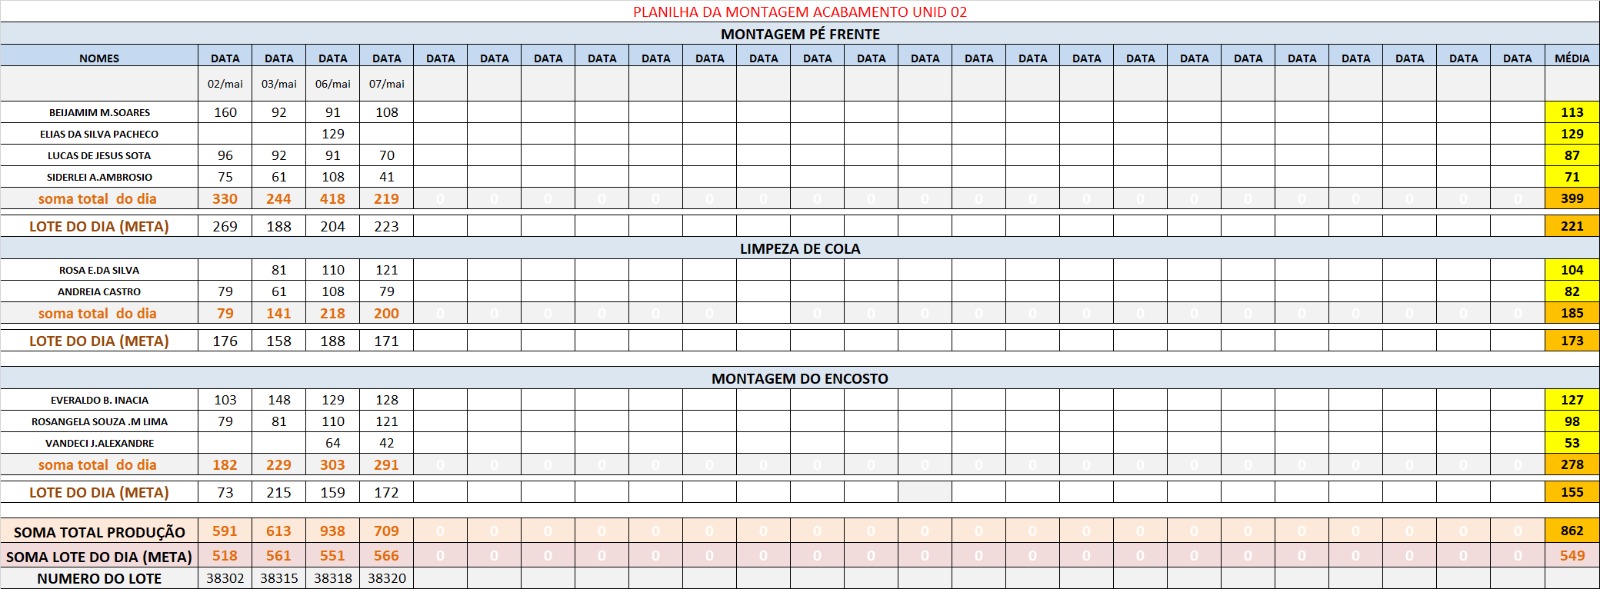 PLANILHA DA MONTAGEM ACABAMENTO UNID 02
MONTAGEM PÉ FRENTE
NOMES DATA DATA DATA DATA DATA DATA DATA DATA DATA DATA DATA DATA DATA DATA DATA DATA DATA DATA DATA DATA DATA DATA DATA DATA DATA MÉDIA
02/mai 03/mai 06/mai 07/mai
BEIJAMIM M.SOARES 160 92 91 108 113
ELIAS DA SILVA PACHECO 129 129
LUCAS DE JESUS SOTA 96 92 91 70 87
SIDERLEI A.AMBROSIO 75 61 108 41 71
soma total do dia 330 244 418 219 0 0 0 0 0 0 0 0 0 0 0 0 0 0 0 0 0 0 0 0 0 399
LOTE DO DIA (META) 269 188 204 223 221
LIMPEZA DE COLA
ROSA E.DA SILVA 81 110 121 104
ANDREIA CASTRO 79 61 108 79 82
soma total do dia 79 141 218 200 0 0 0 0 0 0 0 0 0 0 0 0 0 0 0 0 0 0 0 0 185
LOTE DO DIA (META) 176 158 188 171 173
MONTAGEM DO ENCOSTO
EVERALDO B. INACIA 103 148 129 128 127
ROSANGELA SOUZA .M LIMA 79 81 110 121 98
VANDECI J.ALEXANDRE 64 42 53
soma total do dia 182 229 303 291 0 0 0 0 0 0 0 0 0 0 0 0 0 0 0 0 0 0 0 0 0 278
LOTE DO DIA (META) 73 215 159 172 155
SOMA TOTAL PRODUÇÃO 591 613 938 709 0 0 0 0 0 0 0 0 0 0 0 0 0 0 0 0 0 0 0 0 0 862
SOMA LOTE DO DIA (META) 518 561 551 566 0 0 0 0 0 0 0 0 0 0 0 0 0 0 0 0 0 0 0 0 0 549
NUMERO DO LOTE 38302 38315 38318 38320